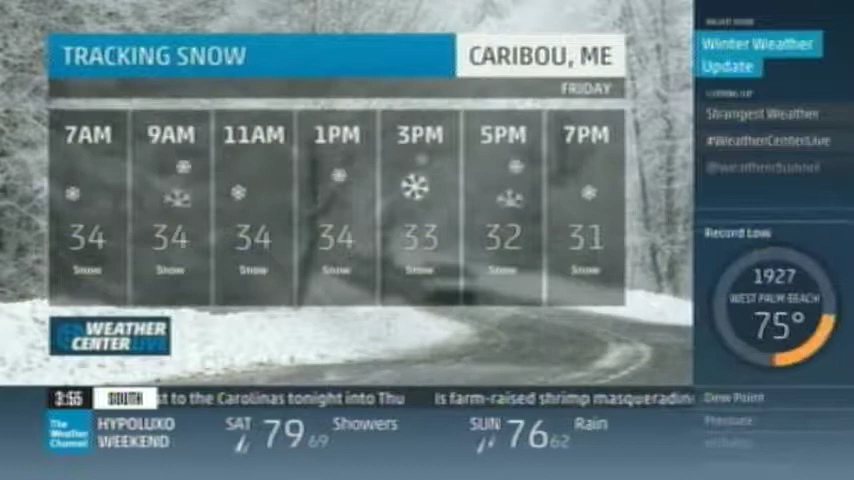 TRACKING SNOW
CARIBOU, ME
FRIDAY
7AM 9AM 11AM 1PM 3PM 5PM 7PM
34 34 34 34 33 32 31
Snow Snow Snow Snow Snow Snow Snow
WEATHER
CENTER LIVE
Winter Weather
Update
Strangest Weather
#WeatherCenterLive
@weatherchannel
1927
WEST PALM BEACH
75°
3:55 SOUTH st to the Carolinas tonight into Thu Is farm-raised shrimp masquerading
The
Weather
Channel
HYPOLUXO
WEEKEND
SAT 79 69 Showers
SUN 76 62 Rain
Dew Point
Pressure